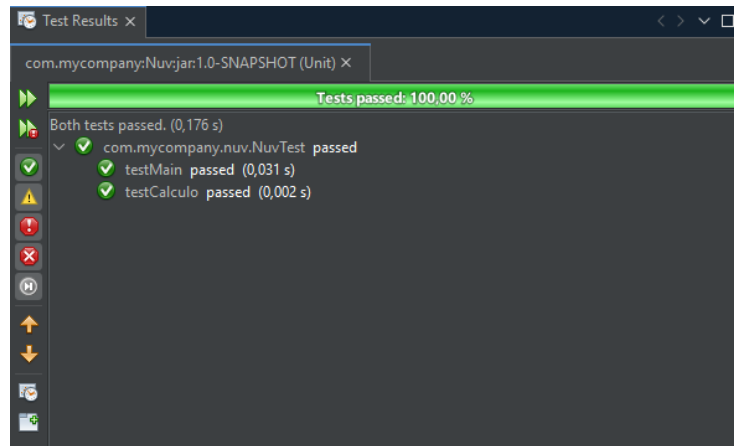 Test Results
com.mycompany:Nuv:jar:1.0-SNAPSHOT (Unit)
Tests passed: 100,00 %
Both tests passed. (0,176 s)
com.mycompany.nuv.NuvTest passed
testMain passed (0,031 s)
testCalculo passed (0,002 s)